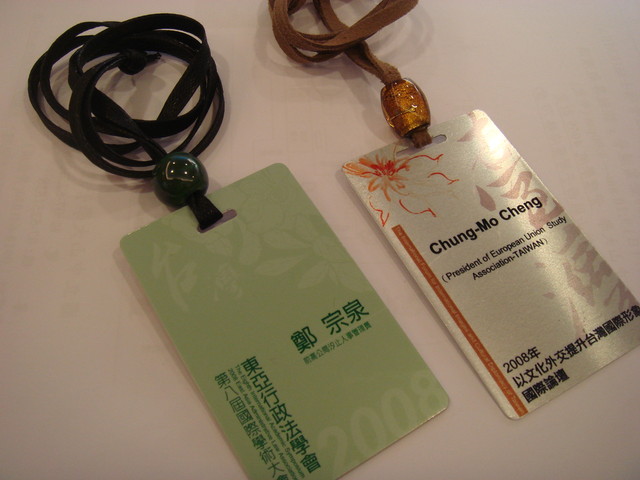 台灣
鄭 宗泉
東亞行政法學會
第八屆國際學術大會
2008
Chung-Mo Cheng
( President of European Union Study
Association-TAIWAN )
2008年
以文化外交提升台灣國際形象
國際論壇